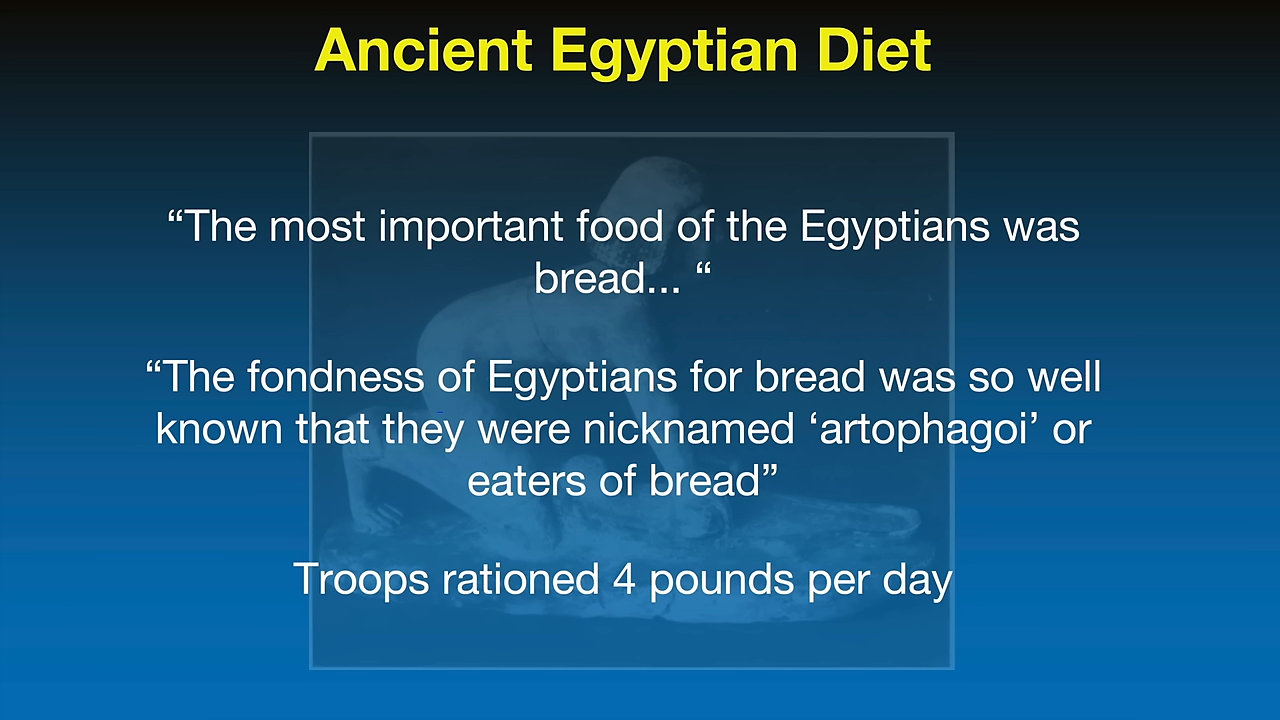 Ancient Egyptian Diet
“The most important food of the Egyptians was
bread... “
“The fondness of Egyptians for bread was so well
known that they were nicknamed ‘artophagoi’ or
eaters of bread”
Troops rationed 4 pounds per day